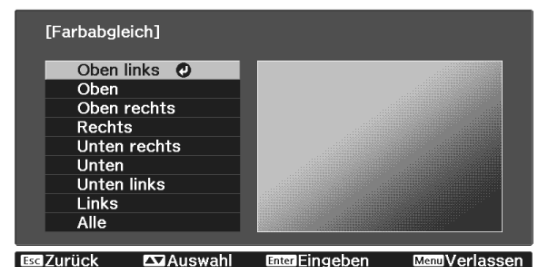 [Farbabgleich]
Oben links
Oben
Oben rechts
Rechts
Unten rechts
Unten
Unten links
Links
Alle
Esc Zurück Auswahl Enter Eingeben Menu Verlassen